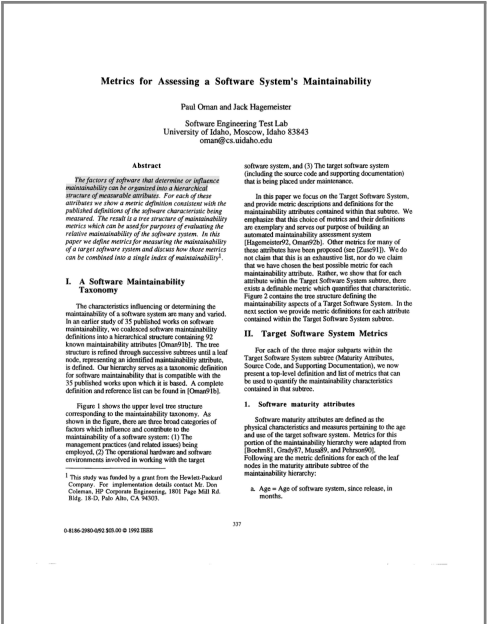 Metrics for Assessing a Software System's Maintainability
Paul Oman and Jack Hagemeister
Software Engineering Test Lab
University of Idaho, Moscow, Idaho 83843
oman@cs.uidaho.edu
Abstract
The factors of software that determine or influence
maintainability can be organized into a hierarchical
structure of measurable attributes. For each of these
attributes we show a metric definition consistent with the
published definitions of the software characteristic being
measured. The result is a tree structure of maintainability
metrics which can be used for purposes of evaluating the
relative maintainability of the software system. In this
paper we define metrics for measuring the maintainability
of a target software system and discuss how those metrics
can be combined into a single index of maintainability1.
I. A Software Maintainability
Taxonomy
The characteristics influencing or determining the
maintainability of a software system are many and varied.
In an earlier study of 35 published works on software
maintainability, we coalesced software maintainability
definitions into a hierarchical structure containing 92
known maintainability attributes [Oman91b]. The tree
structure is refined through successive subtrees until a leaf
node, representing an identified maintainability attribute,
is defined. Our hierarchy serves as a taxonomic definition
for software maintainability that is compatible with the
35 published works upon which it is based. A complete
definition and reference list can be found in [Oman91b].
Figure 1 shows the upper level tree structure
corresponding to the maintainability taxonomy. As
shown in the figure, there are three broad categories of
factors which influence and contribute to the
maintainability of a software system: (1) The
management practices (and related issues) being
employed, (2) The operational hardware and software
environments involved in working with the target
1 This study was funded by a grant from the Hewlett-Packard
Company. For implementation details contact Mr. Don
Coleman, HP Corporate Engineering, 1801 Page Mill Rd.
Bldg. 18-D, Palo Alto, CA 94303.
software system, and (3) The target software system
(including the source code and supporting documentation)
that is being placed under maintenance.
In this paper we focus on the Target Software System,
and provide metric descriptions and definitions for the
maintainability attributes contained within that subtree. We
emphasize that this choice of metrics and their definitions
are exemplary and serves our purpose of building an
automated maintainability assessment system
[Hagemeister92, Oman92b]. Other metrics for many of
these attributes have been proposed (see [Zuse91]). We do
not claim that this is an exhaustive list, nor do we claim
that we have chosen the best possible metric for each
maintainability attribute. Rather, we show that for each
attribute within the Target Software System subtree, there
exists a definable metric which quantifies that characteristic.
Figure 2 contains the tree structure defining the
maintainability aspects of a Target Software System. In the
next section we provide metric definitions for each attribute
contained within the Target Software System subtree.
II. Target Software System Metrics
For each of the three major subparts within the
Target Software System subtree (Maturity Attributes,
Source Code, and Supporting Documentation), we now
present a top-level definition and list of metrics that can
be used to quantify the maintainability characteristics
contained in that subtree.
1. Software maturity attributes
Software maturity attributes are defined as the
physical characteristics and measures pertaining to the age
and use of the target software system. Metrics for this
portion of the maintainability hierarchy were adapted from
[Boehm81, Grady87, Musa89, and Pehrson90].
Following are the metric definitions for each of the leaf
nodes in the maturity attribute subtree of the
maintainability hierarchy:
a. Age = Age of software system, since release, in
months.
337
0-8186-2980-0/92 $03.00 © 1992 IEEE